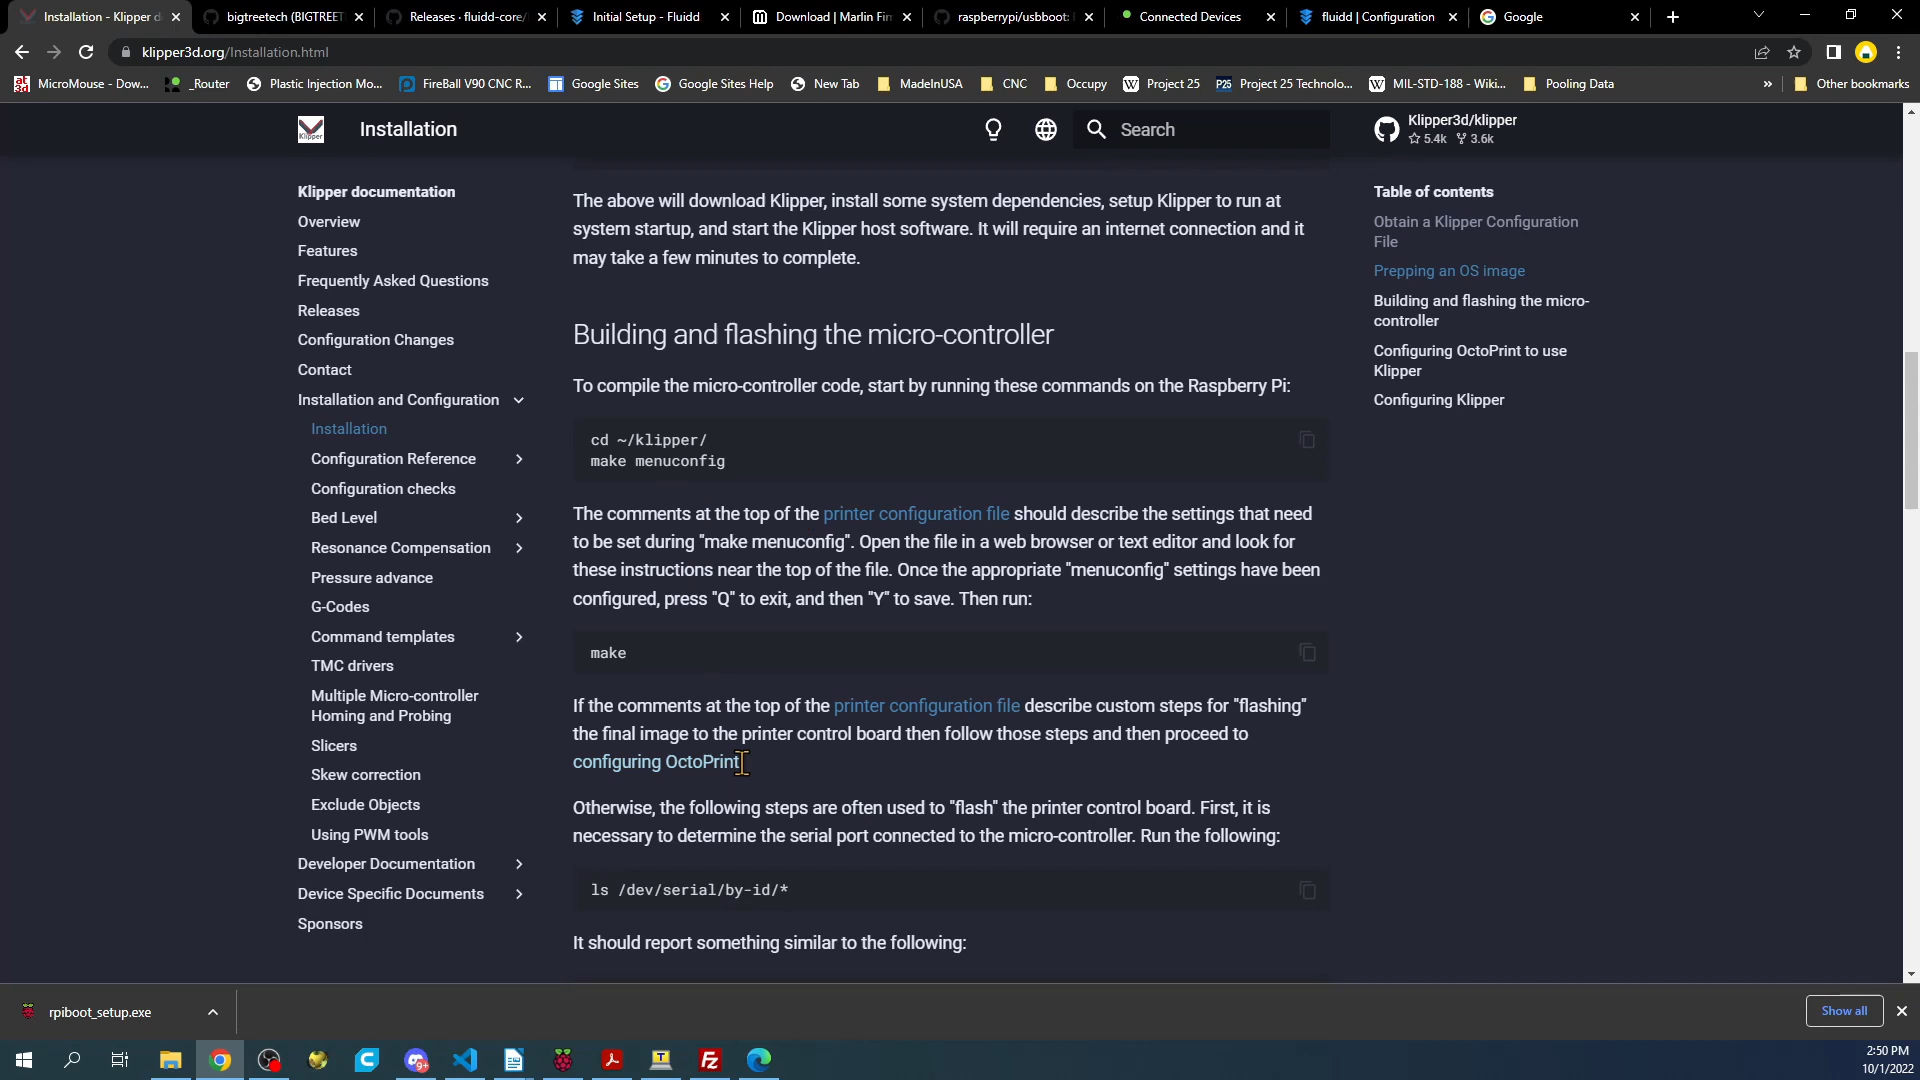 Installation - Klipper d
bigtreetech (BIGTREET
Releases · fluidd-core/
Initial Setup - Fluidd
Download | Marlin Fir
raspberrypi/usbboot:
Connected Devices
fluidd | Configuration
Google
klipper3d.org/Installation.html
MicroMouse - Dow...
_Router
Plastic Injection Mo...
FireBall V90 CNC R...
Google Sites
Google Sites Help
New Tab
MadeInUSA
CNC
Occupy
Project 25
P25 Project 25 Technolo...
MIL-STD-188 - Wiki...
Pooling Data
»
Other bookmarks
Klipper
Installation
Search
Klipper3d/klipper
5.4k 3.6k
Klipper documentation
Overview
Features
Frequently Asked Questions
Releases
Configuration Changes
Contact
Installation and Configuration
Installation
Configuration Reference
Configuration checks
Bed Level
Resonance Compensation
Pressure advance
G-Codes
Command templates
TMC drivers
Multiple Micro-controller
Homing and Probing
Slicers
Skew correction
Exclude Objects
Using PWM tools
Developer Documentation
Device Specific Documents
Sponsors
The above will download Klipper, install some system dependencies, setup Klipper to run at
system startup, and start the Klipper host software. It will require an internet connection and it
may take a few minutes to complete.
Building and flashing the micro-controller
To compile the micro-controller code, start by running these commands on the Raspberry Pi:
cd ~/klipper/
make menuconfig
The comments at the top of the printer configuration file should describe the settings that need
to be set during "make menuconfig". Open the file in a web browser or text editor and look for
these instructions near the top of the file. Once the appropriate "menuconfig" settings have been
configured, press "Q" to exit, and then "Y" to save. Then run:
make
If the comments at the top of the printer configuration file describe custom steps for "flashing"
the final image to the printer control board then follow those steps and then proceed to
configuring OctoPrint
Otherwise, the following steps are often used to "flash" the printer control board. First, it is
necessary to determine the serial port connected to the micro-controller. Run the following:
ls /dev/serial/by-id/*
It should report something similar to the following:
Table of contents
Obtain a Klipper Configuration
File
Prepping an OS image
Building and flashing the micro-
controller
Configuring OctoPrint to use
Klipper
Configuring Klipper
rpiboot_setup.exe
Show all
9+
2:50 PM
10/1/2022